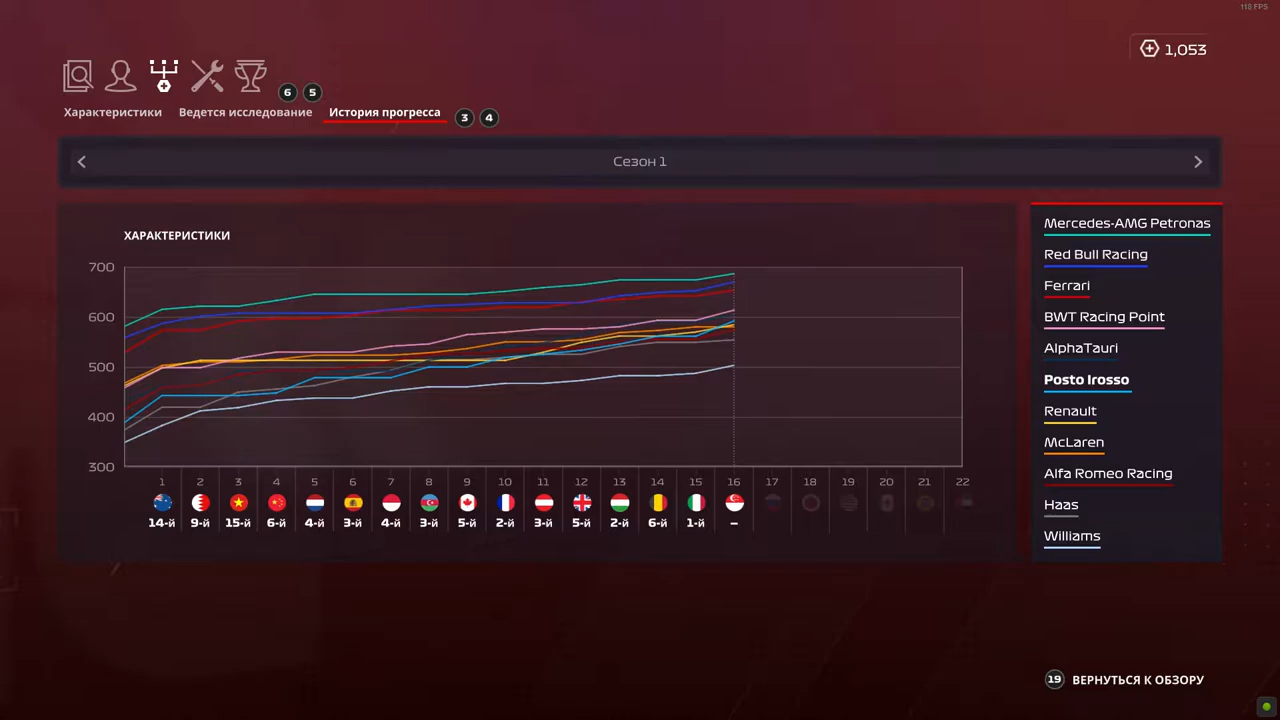 118 FPS
1,053
6 5
Характеристики Ведется исследование История прогресса 3 4
Сезон 1
ХАРАКТЕРИСТИКИ
700
600
500
400
300
1 2 3 4 5 6 7 8 9 10 11 12 13 14 15 16 17 18 19 20 21 22
14-й 9-й 15-й 6-й 4-й 3-й 4-й 3-й 5-й 2-й 3-й 5-й 2-й 6-й 1-й –
Mercedes-AMG Petronas
Red Bull Racing
Ferrari
BWT Racing Point
AlphaTauri
Posto Irosso
Renault
McLaren
Alfa Romeo Racing
Haas
Williams
19 ВЕРНУТЬСЯ К ОБЗОРУ